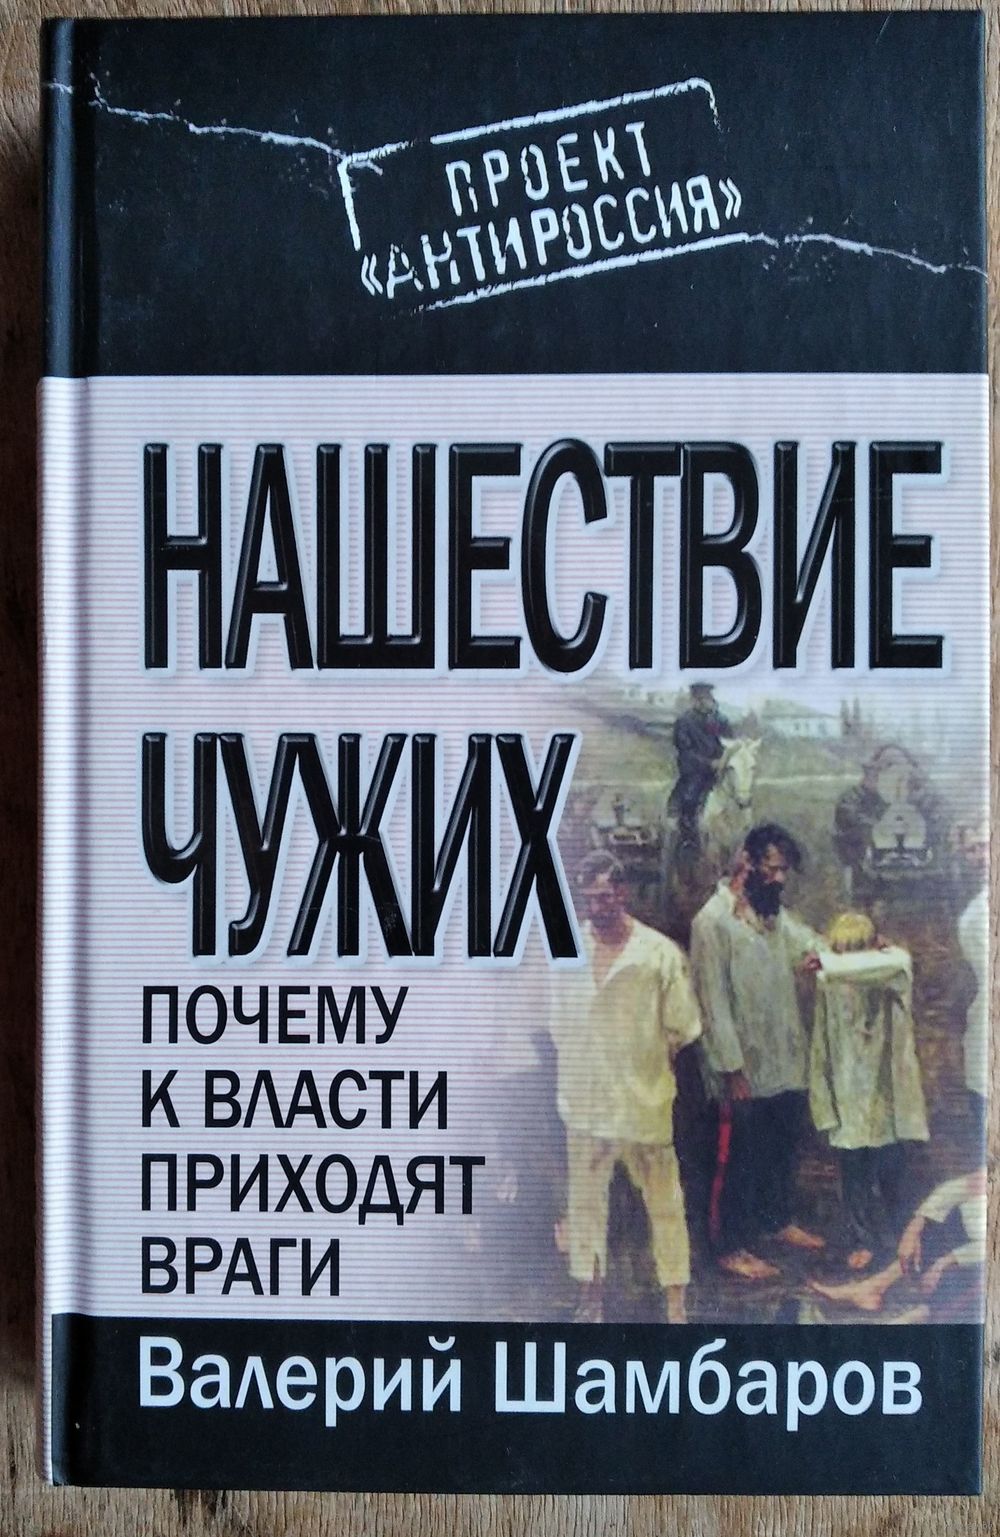 ПРОЕКТ
«АНТИРОССИЯ»
НАШЕСТВИЕ
ЧУЖИХ
ПОЧЕМУ
К ВЛАСТИ
ПРИХОДЯТ
ВРАГИ
Валерий Шамбаров